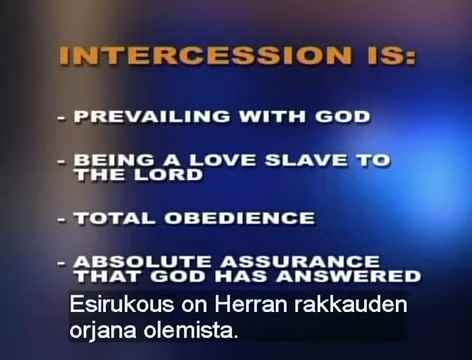 INTERCESSION IS:
- PREVAILING WITH GOD
- BEING A LOVE SLAVE TO
THE LORD
- TOTAL OBEDIENCE
- ABSOLUTE ASSURANCE
THAT GOD HAS ANSWERED
Esirukous on Herran rakkauden
orjana olemista.